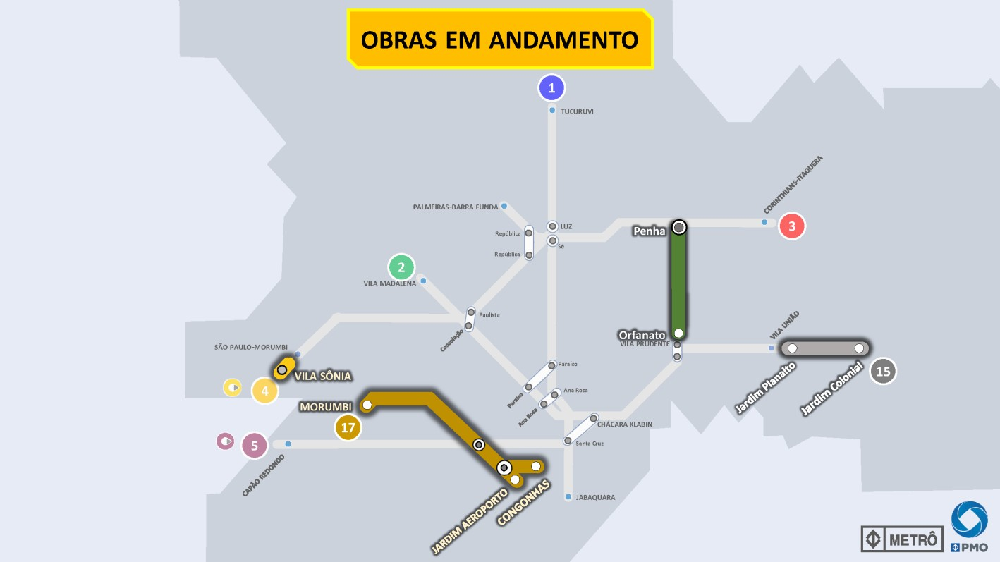 OBRAS EM ANDAMENTO
1
TUCURUVI
CORINTHIANS-ITAQUERA
PALMEIRAS-BARRA FUNDA
LUZ
3
República
Penha
Sé
República
2
VILA MADALENA
Paulista
Consolação
VILA UNIÃO
Orfanato
VILA PRUDENTE
SÃO PAULO-MORUMBI
Paraíso
VILA SÔNIA
15
4
Jardim Planalto
Jardim Colonial
Ana Rosa
Paraíso
MORUMBI
Ana Rosa
17
CHÁCARA KLABIN
5
Santa Cruz
CAPÃO REDONDO
JABAQUARA
JARDIM AEROPORTO
CONGONHAS
METRÔ
PMO